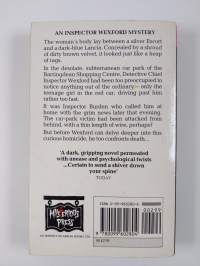 AN INSPECTOR WEXFORD MYSTERY
The woman's body lay between a silver Escort
and a dark-blue Lancia. Concealed by a shroud
of dirty brown velvet, it looked just like a heap
of rags.
In the desolate, subterranean car park of the
Barringdean Shopping Centre, Detective Chief
Inspector Wexford had been too preoccupied to
notice anything out of the ordinary – only
the teenage girl in the red car, driving past him
rather too fast.
It was Inspector Burden who called him at
home with the grim news later that evening. The
car-park victim had been attacked from
behind, with a thin length of wire, perhaps?
But before Wexford can delve deeper into this
curious homicide, he too confronts death...
'A dark, gripping novel permeated
with unease and psychological twists
...Certain to send a shiver down
your spine'
TODAY
MYSTERIOUS
PRESS
00399